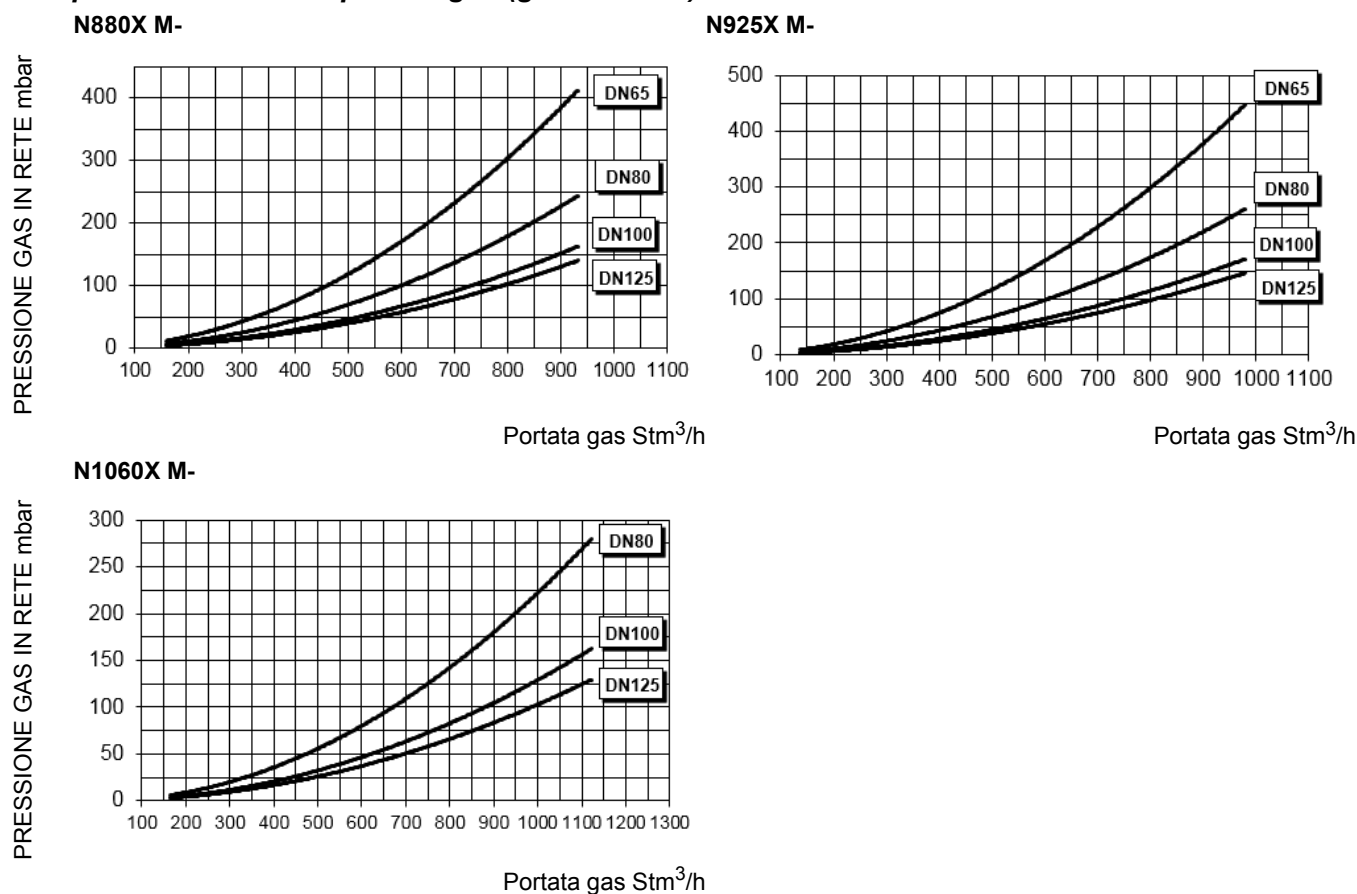 N880X M-
N925X M-
PRESSIONE GAS IN RETE mbar
400
300
200
100
0
DN65
DN80
DN100
DN125
100 200 300 400 500 600 700 800 900 1000 1100
Portata gas Stm³/h
500
400
300
200
100
0
DN65
DN80
DN100
DN125
100 200 300 400 500 600 700 800 900 1000 1100
Portata gas Stm³/h
N1060X M-
PRESSIONE GAS IN RETE mbar
300
250
200
150
100
50
0
DN80
DN100
DN125
100 200 300 400 500 600 700 800 900 1000 1100 1200 1300
Portata gas Stm³/h